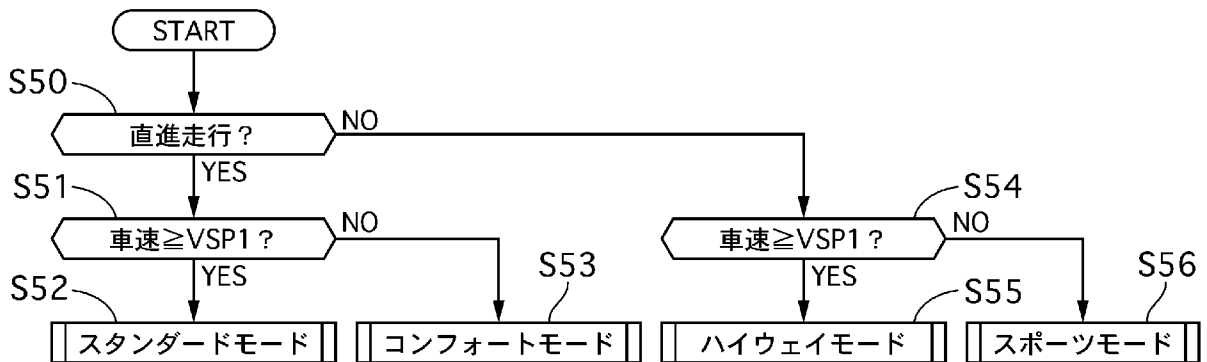 START
S50
直進走行?
NO
YES
S51
車速≧VSP1?
NO
YES
S54
車速≧VSP1?
NO
YES
S52
スタンダードモード
S53
コンフォートモード
S55
ハイウェイモード
S56
スポーツモード